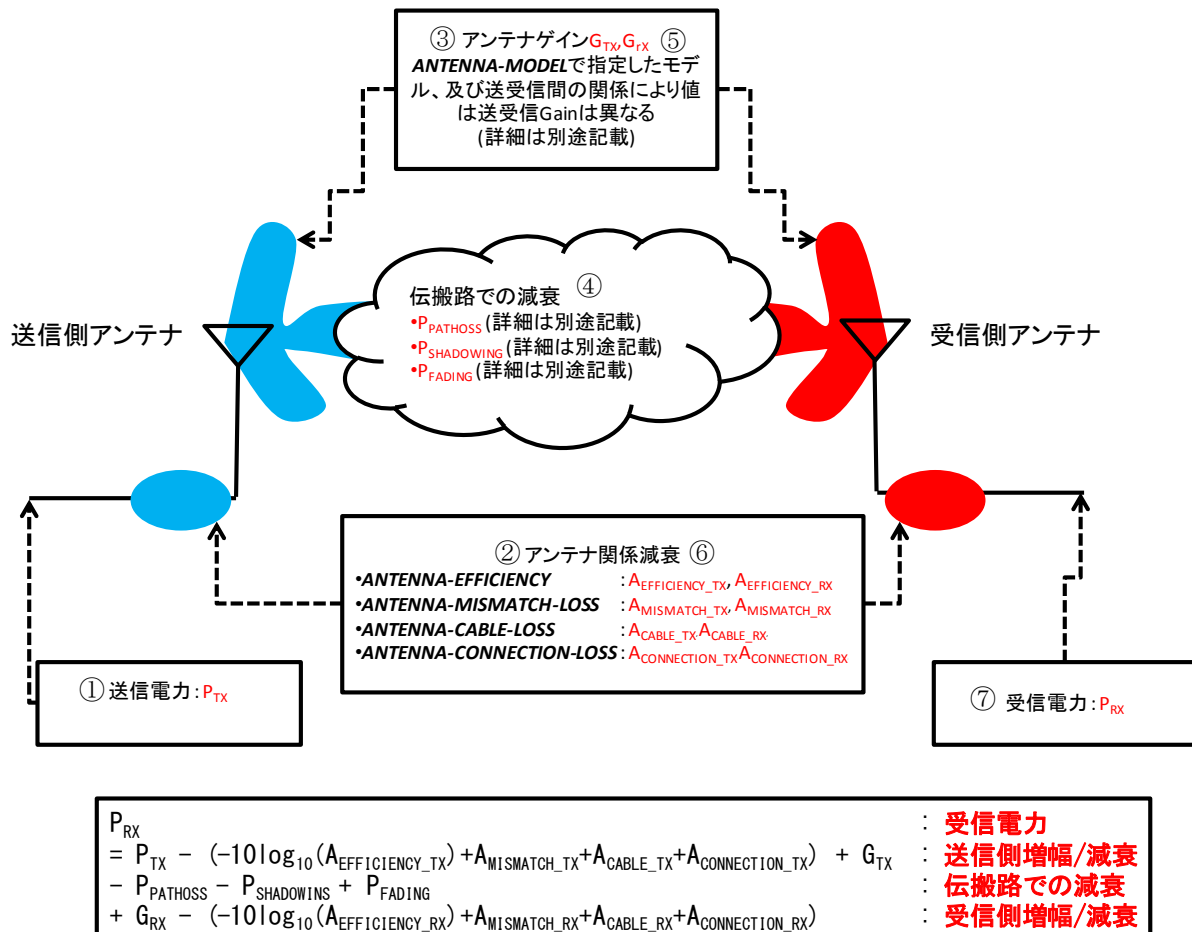 ③ アンテナゲインG_TX,G_rX ⑤
ANTENNA-MODELで指定したモデ
ル、及び送受信間の関係により値
は送受信Gainは異なる
(詳細は別途記載)
伝搬路での減衰 ④
•P_PATHOSS (詳細は別途記載)
•P_SHADOWING (詳細は別途記載)
•P_FADING (詳細は別途記載)
送信側アンテナ
受信側アンテナ
② アンテナ関係減衰 ⑥
•ANTENNA-EFFICIENCY : A_EFFICIENCY_TX, A_EFFICIENCY_RX
•ANTENNA-MISMATCH-LOSS : A_MISMATCH_TX, A_MISMATCH_RX
•ANTENNA-CABLE-LOSS : A_CABLE_TX, A_CABLE_RX.
•ANTENNA-CONNECTION-LOSS : A_CONNECTION_TX A_CONNECTION_RX
① 送信電力：P_TX
⑦ 受信電力：P_RX
P_RX : 受信電力
= P_TX − (−10log_10(A_EFFICIENCY_TX)+A_MISMATCH_TX+A_CABLE_TX+A_CONNECTION_TX) + G_TX : 送信側増幅/減衰
− P_PATHOSS − P_SHADOWINS + P_FADING : 伝搬路での減衰
+ G_RX − (−10log_10(A_EFFICIENCY_RX)+A_MISMATCH_RX+A_CABLE_RX+A_CONNECTION_RX) : 受信側増幅/減衰